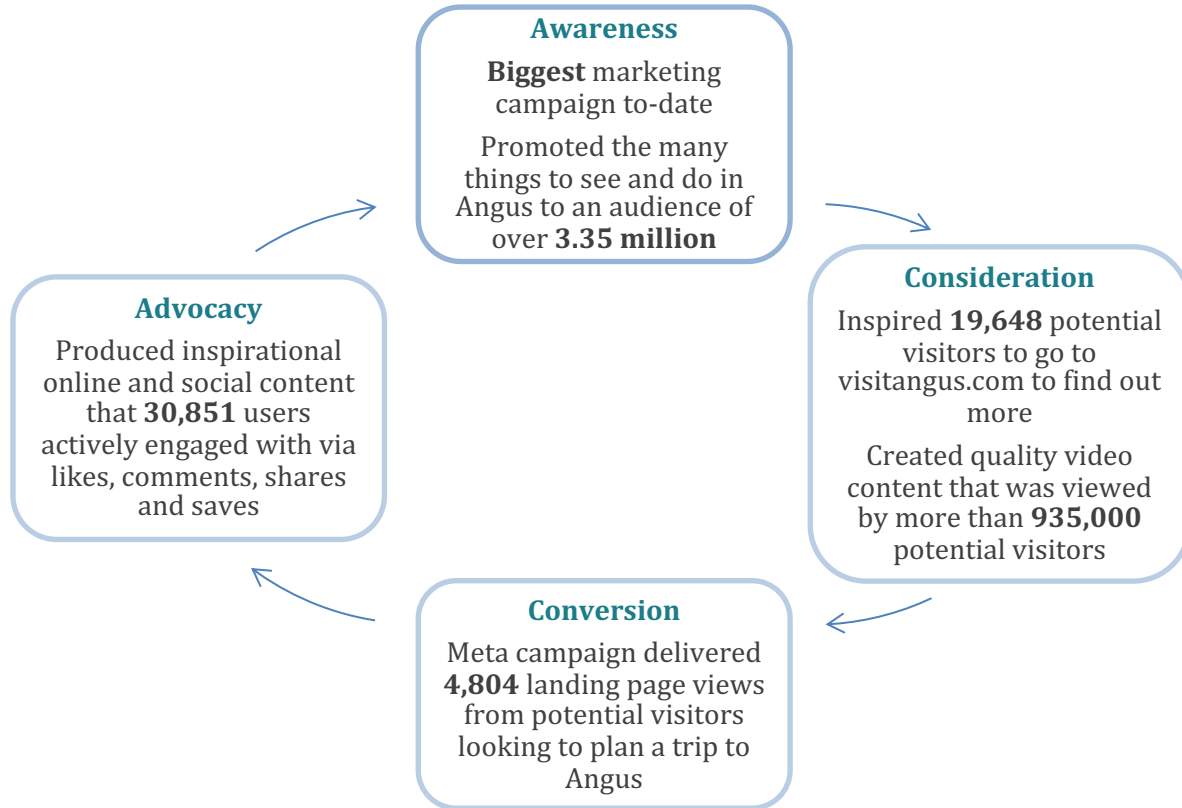 Awareness
Biggest marketing
campaign to-date
Promoted the many
things to see and do in
Angus to an audience of
over 3.35 million
Consideration
Inspired 19,648 potential
visitors to go to
visitangus.com to find out
more
Created quality video
content that was viewed
by more than 935,000
potential visitors
Conversion
Meta campaign delivered
4,804 landing page views
from potential visitors
looking to plan a trip to
Angus
Advocacy
Produced inspirational
online and social content
that 30,851 users
actively engaged with via
likes, comments, shares
and saves